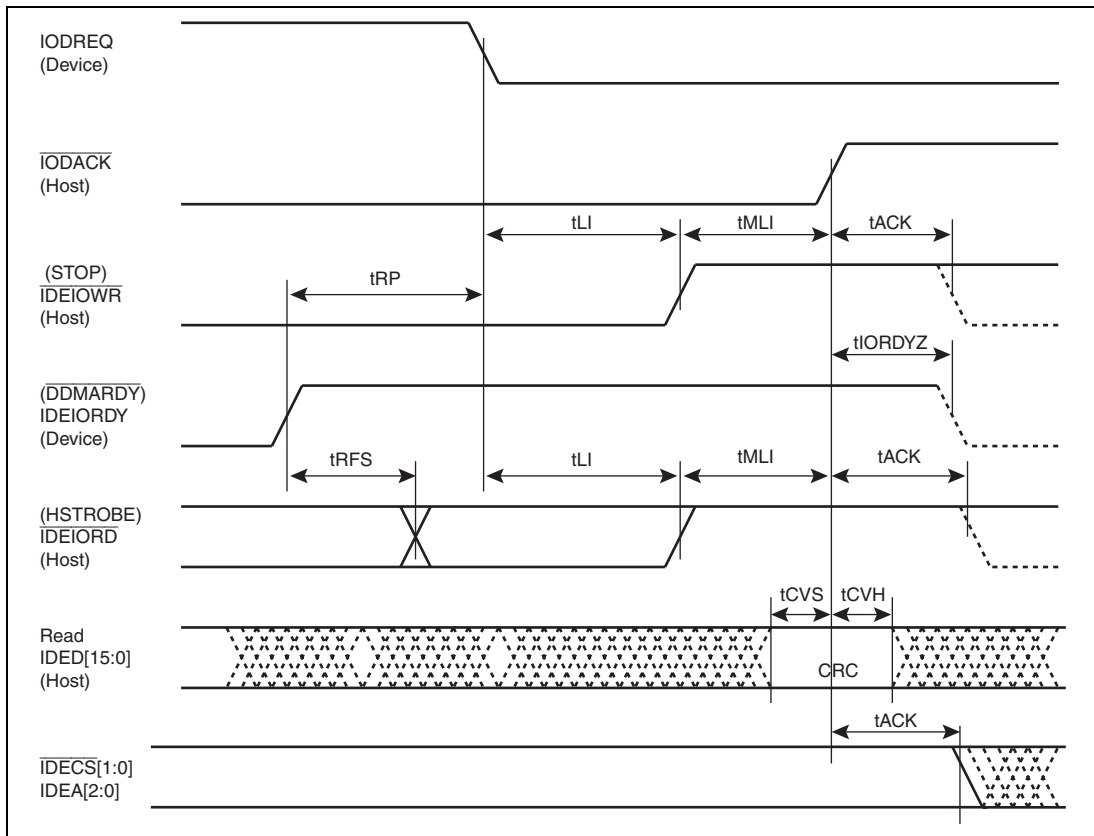 IODREQ
(Device)
IODACK
(Host)
tLI
tMLI
tACK
(STOP)
IDEIOWR
(Host)
tRP
tIORDYZ
(DDMARDY)
IDEIORDY
(Device)
tRFS
tLI
tMLI
tACK
(HSTROBE)
IDEIORD
(Host)
tCVS
tCVH
Read
IDED[15:0]
(Host)
CRC
tACK
IDECS[1:0]
IDEA[2:0]